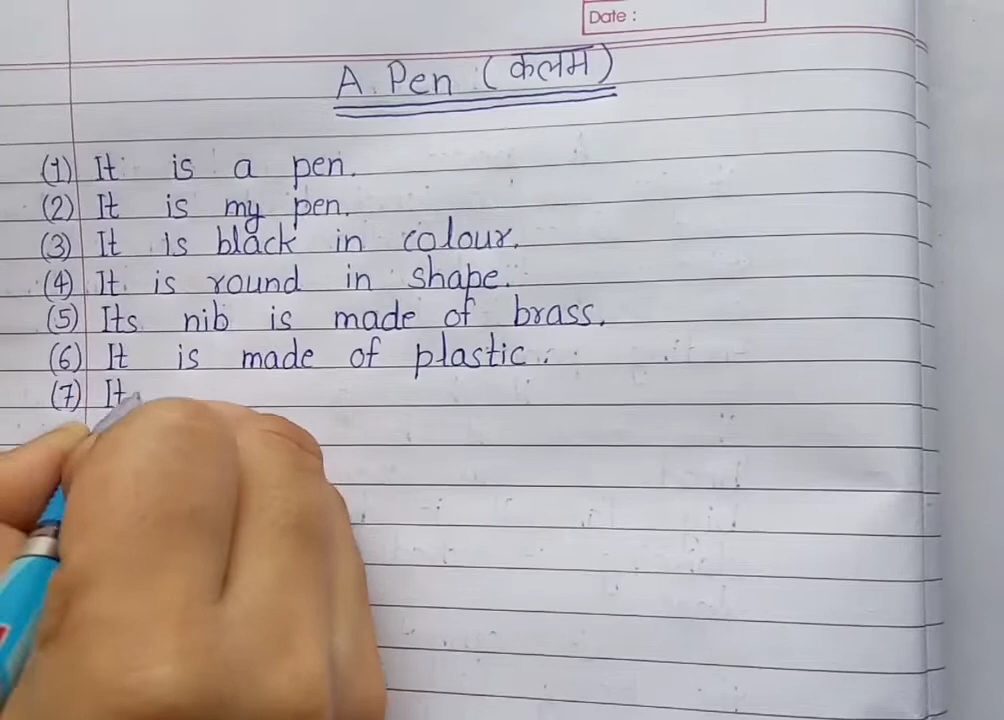 Date :
A Pen (कलम)
(1) It is a pen.
(2) It is my pen.
(3) It is black in colour.
(4) It is round in shape.
(5) Its nib is made of brass.
(6) It is made of plastic.
(7) It